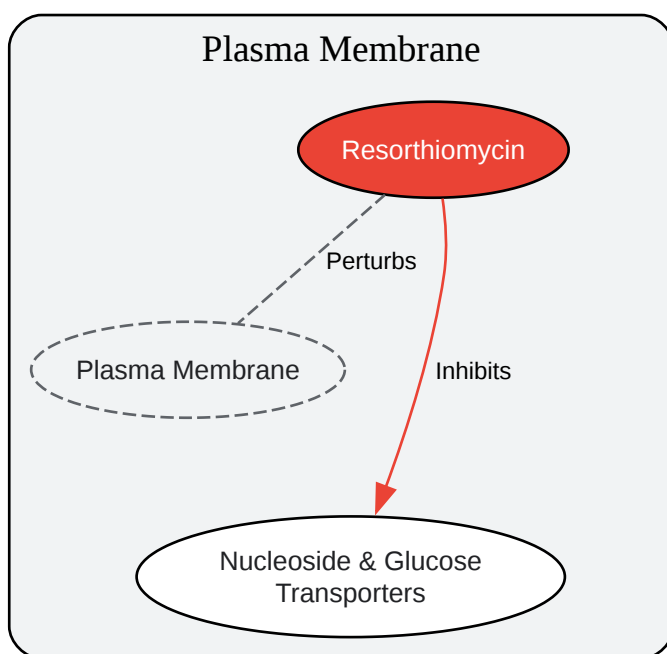 Plasma Membrane
Resorthiomycin
Perturbs
Plasma Membrane
Inhibits
Nucleoside & Glucose
Transporters